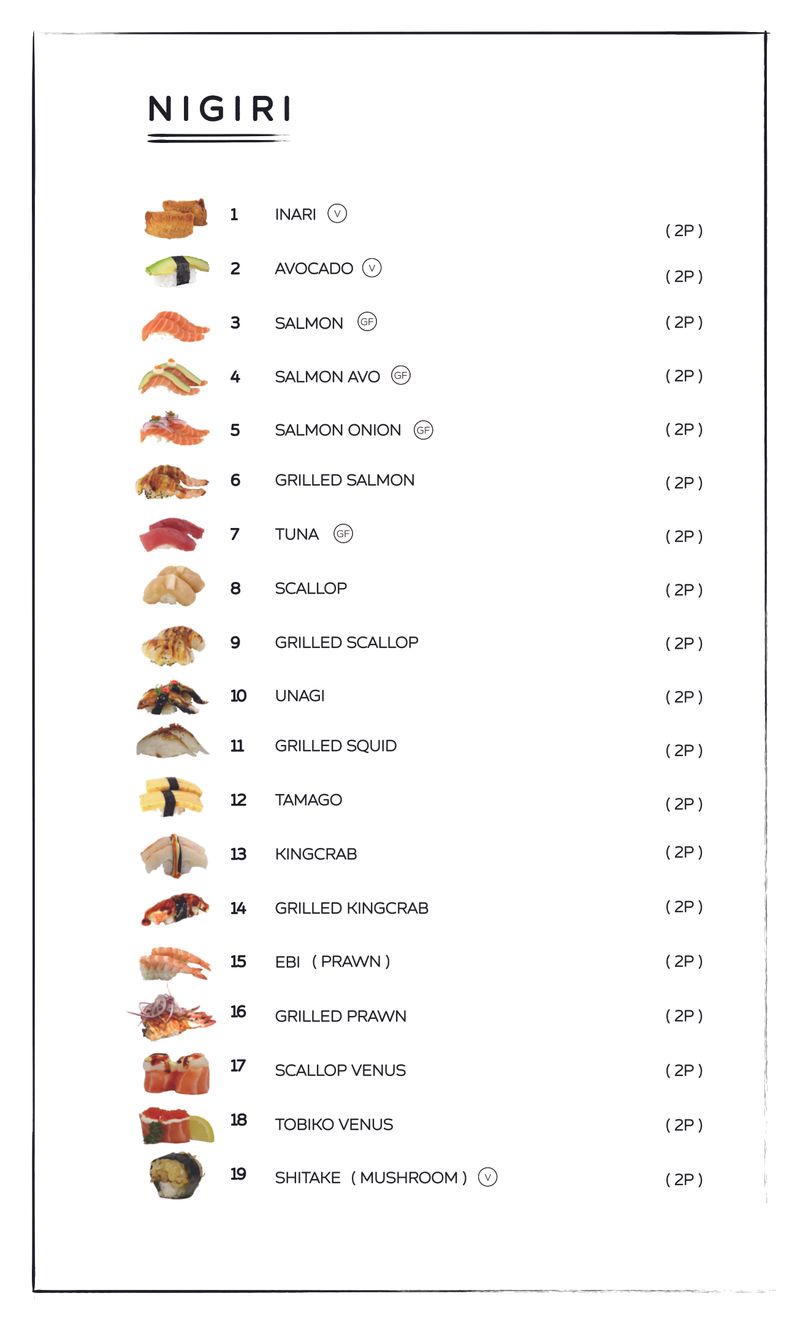 NIGIRI
1 INARI V ( 2P )
2 AVOCADO V ( 2P )
3 SALMON GF ( 2P )
4 SALMON AVO GF ( 2P )
5 SALMON ONION GF ( 2P )
6 GRILLED SALMON ( 2P )
7 TUNA GF ( 2P )
8 SCALLOP ( 2P )
9 GRILLED SCALLOP ( 2P )
10 UNAGI ( 2P )
11 GRILLED SQUID ( 2P )
12 TAMAGO ( 2P )
13 KINGCRAB ( 2P )
14 GRILLED KINGCRAB ( 2P )
15 EBI ( PRAWN ) ( 2P )
16 GRILLED PRAWN ( 2P )
17 SCALLOP VENUS ( 2P )
18 TOBIKO VENUS ( 2P )
19 SHITAKE ( MUSHROOM ) V ( 2P )